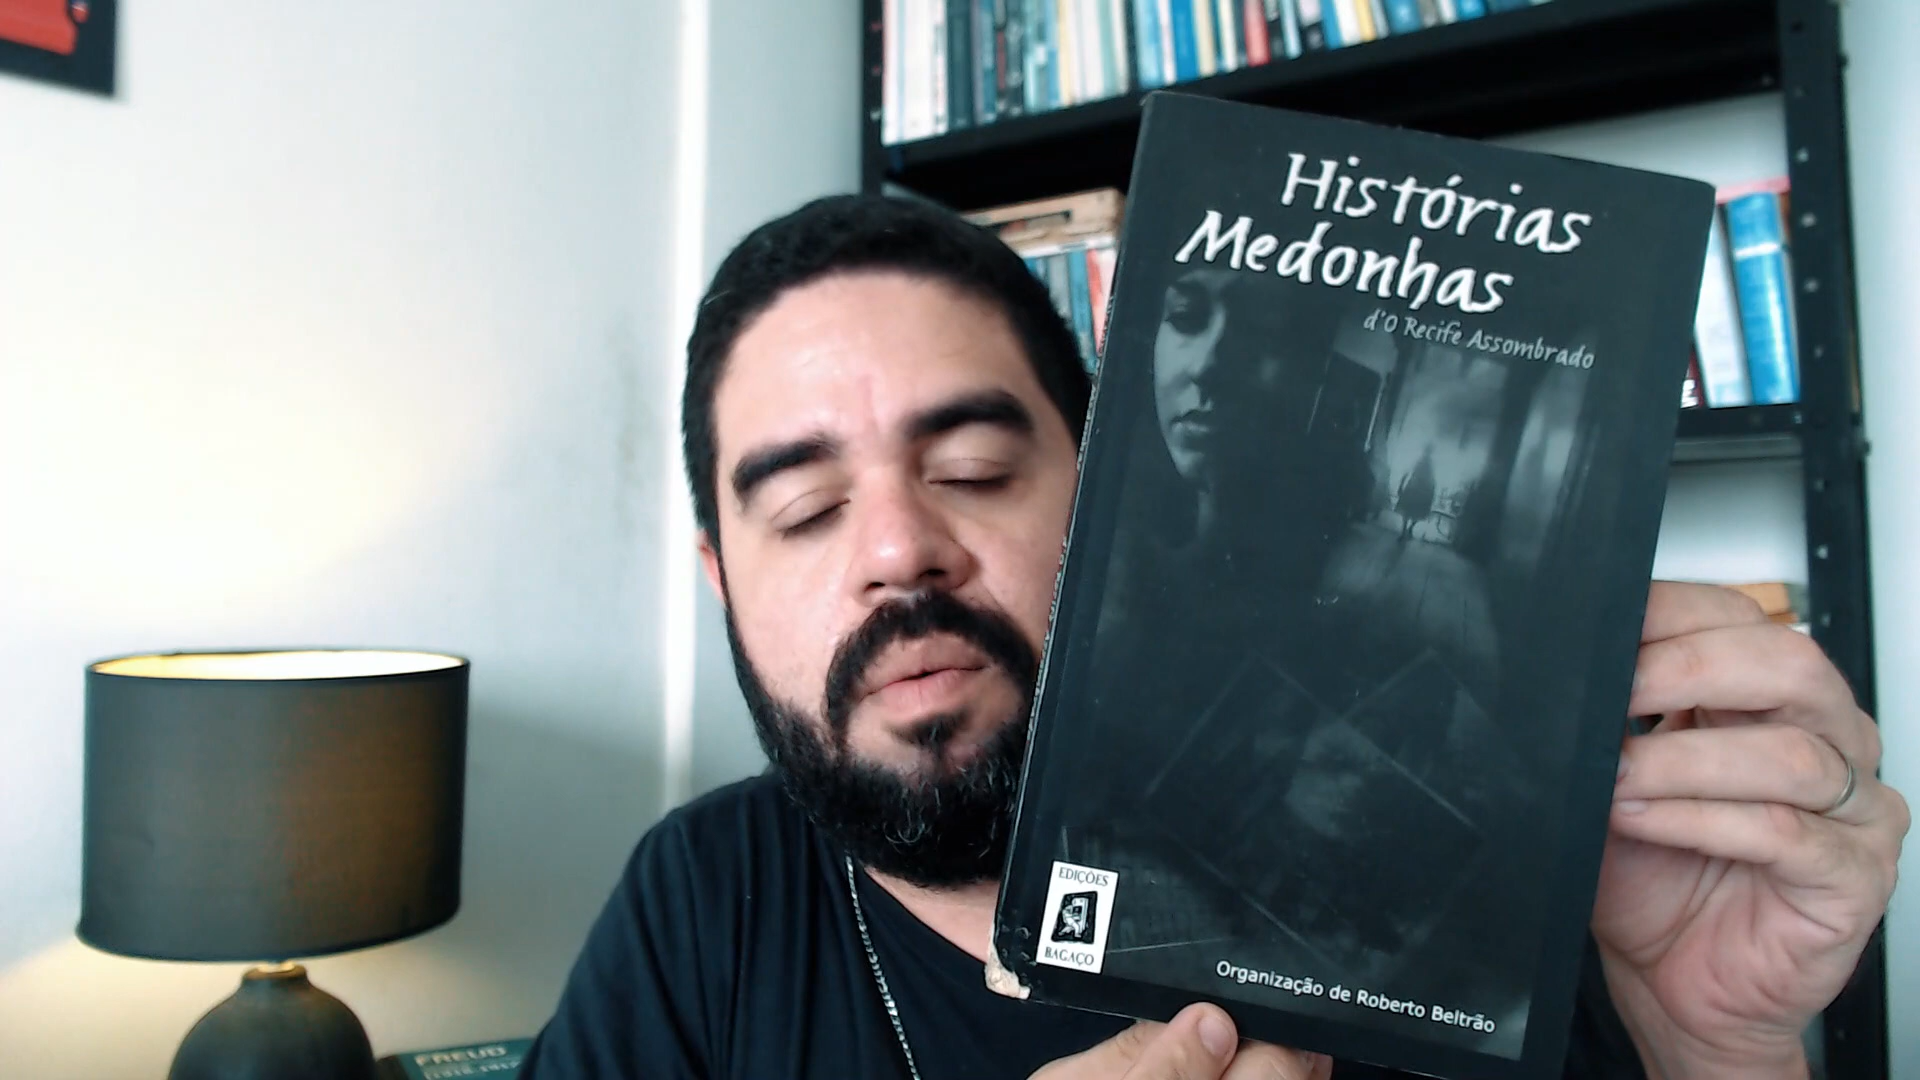 Histórias
Medonhas
d'O Recife Assombrado
EDIÇÕES
BAGAÇO
Organização de Roberto Beltrão
FREUD